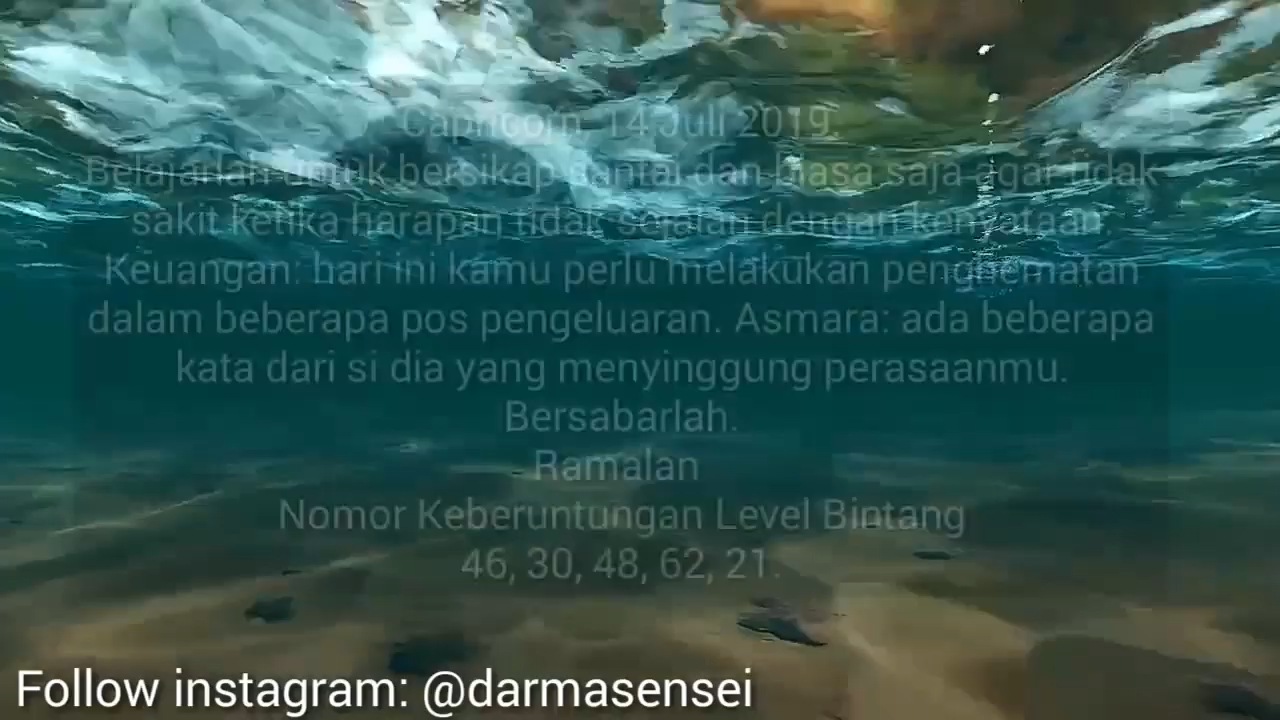 Capricorn, 14 Juli 2019
Belajarlah untuk bersikap santai dan biasa saja agar tidak
sakit ketika harapan tidak sejalan dengan kenyataan
Keuangan: hari ini kamu perlu melakukan penghematan
dalam beberapa pos pengeluaran. Asmara: ada beberapa
kata dari si dia yang menyinggung perasaanmu.
Bersabarlah.
Ramalan
Nomor Keberuntungan Level Bintang
46, 30, 48, 62, 21.
Follow instagram: @darmasensei